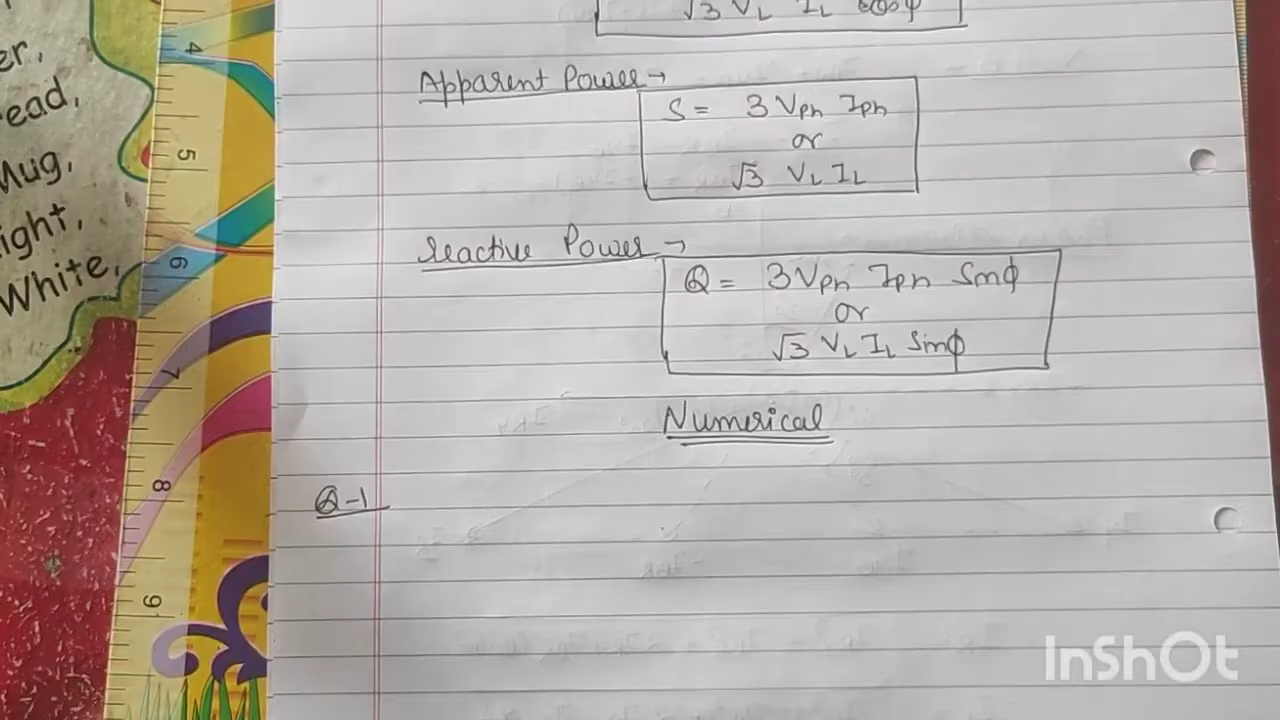 √3 VL IL cosϕ
Apparent Power →
S = 3 Vph Iph
or
√3 VL IL
reactive Power →
Q = 3 Vph Iph Sinϕ
or
√3 VL IL Sinϕ
Numerical
Q-1
er,
ead,
Mug,
ight,
White,
4
5
6
7
8
9
InShOt